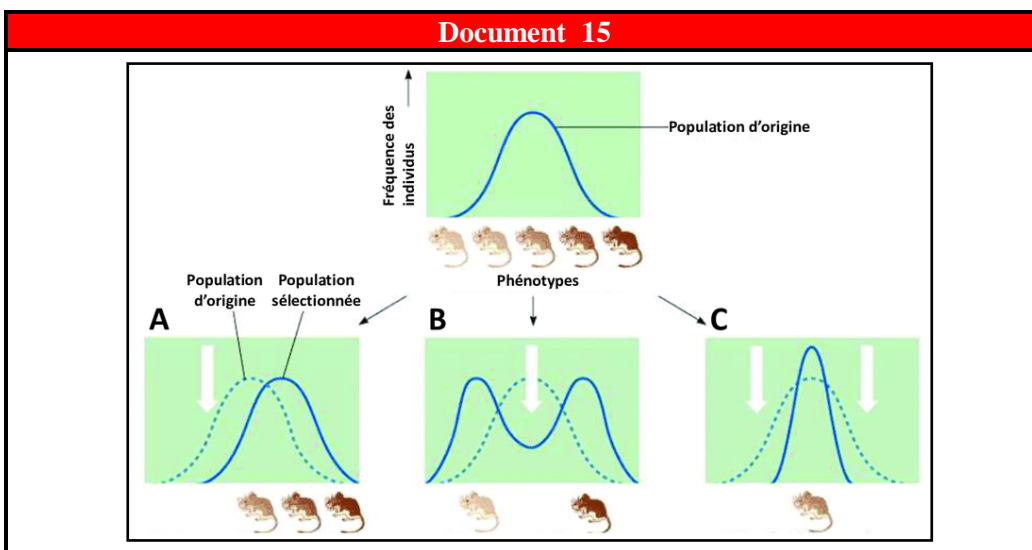 Document 15
Fréquence des
individus
Population d'origine
Phénotypes
Population
d'origine
Population
sélectionnée
A
B
C